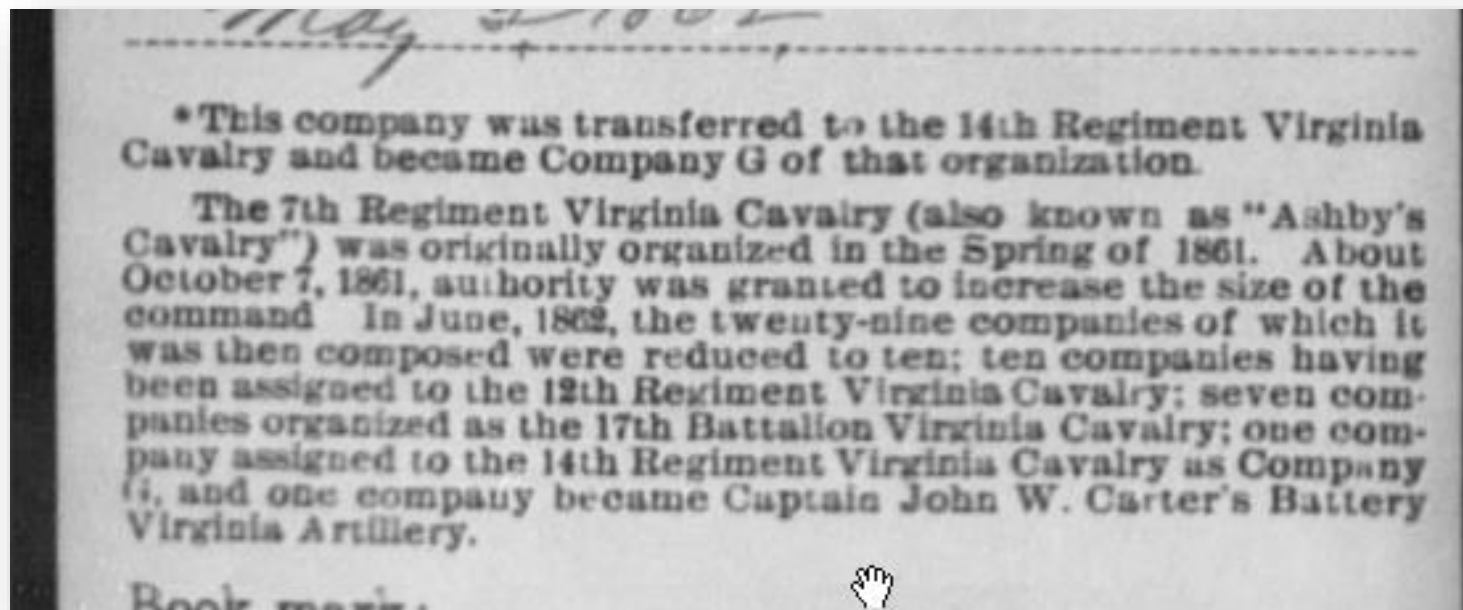 May 1862
*This company was transferred to the 14th Regiment Virginia
Cavalry and became Company G of that organization.
The 7th Regiment Virginia Cavalry (also known as "Ashby's
Cavalry") was originally organized in the Spring of 1861. About
October 7, 1861, authority was granted to increase the size of the
command In June, 1862, the twenty-nine companies of which it
was then composed were reduced to ten; ten companies having
been assigned to the 12th Regiment Virginia Cavalry; seven com-
panies organized as the 17th Battalion Virginia Cavalry; one com-
pany assigned to the 14th Regiment Virginia Cavalry as Company
G, and one company became Captain John W. Carter's Battery
Virginia Artillery.
Book mark: